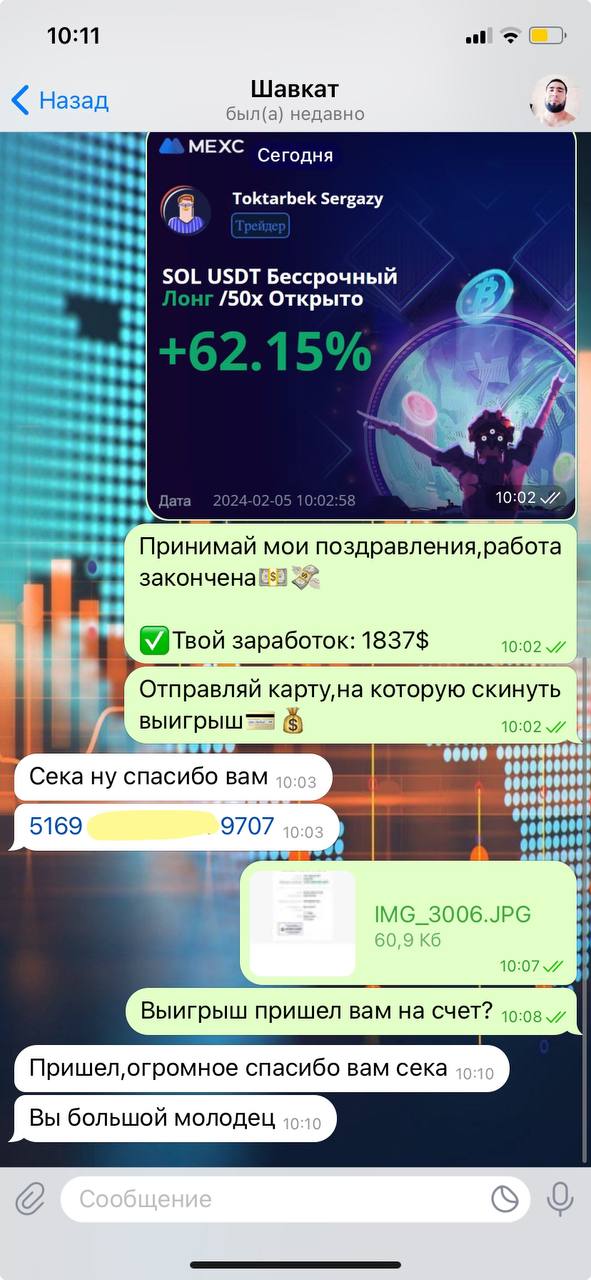 10:11
Назад
Шавкат
был(а) недавно
MEXC
Сегодня
Toktarbek Sergazy
Трейдер
SOL USDT Бессрочный
Лонг /50x Открыто
+62.15%
Дата 2024-02-05 10:02:58
10:02
Принимай мои поздравления,работа
закончена💵💸
✅Твой заработок: 1837$
10:02
Отправляй карту,на которую скинуть
выигрыш💳💰
10:02
Сека ну спасибо вам 10:03
5169 9707 10:03
IMG_3006.JPG
60,9 Кб
10:07
Выигрыш пришел вам на счет? 10:08
Пришел,огромное спасибо вам сека 10:10
Вы большой молодец 10:10
Сообщение